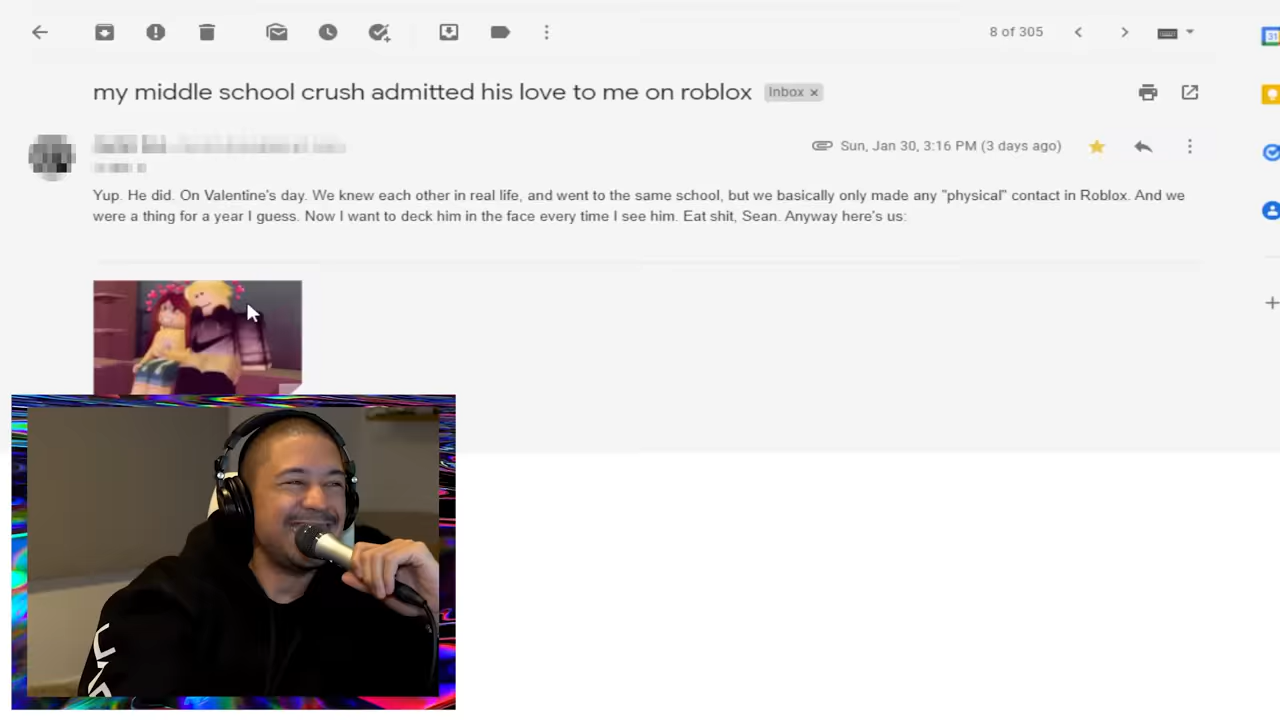 8 of 305
my middle school crush admitted his love to me on roblox
Inbox ×
Sun, Jan 30, 3:16 PM (3 days ago)
Yup. He did. On Valentine's day. We knew each other in real life, and went to the same school, but we basically only made any "physical" contact in Roblox. And we
were a thing for a year I guess. Now I want to deck him in the face every time I see him. Eat shit, Sean. Anyway here's us:
31